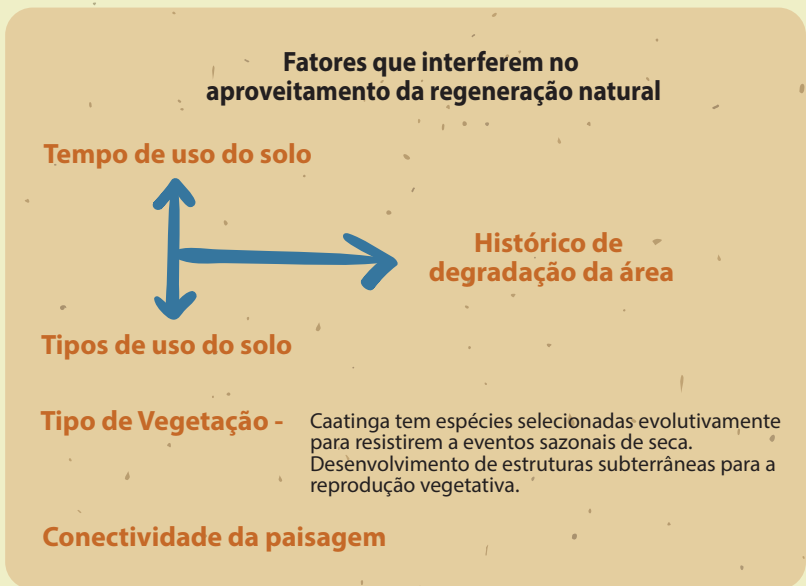 Fatores que interferem no
aproveitamento da regeneração natural
Tempo de uso do solo
Histórico de
degradação da área
Tipos de uso do solo
Tipo de Vegetação -
Caatinga tem espécies selecionadas evolutivamente
para resistirem a eventos sazonais de seca.
Desenvolvimento de estruturas subterrâneas para a
reprodução vegetativa.
Conectividade da paisagem